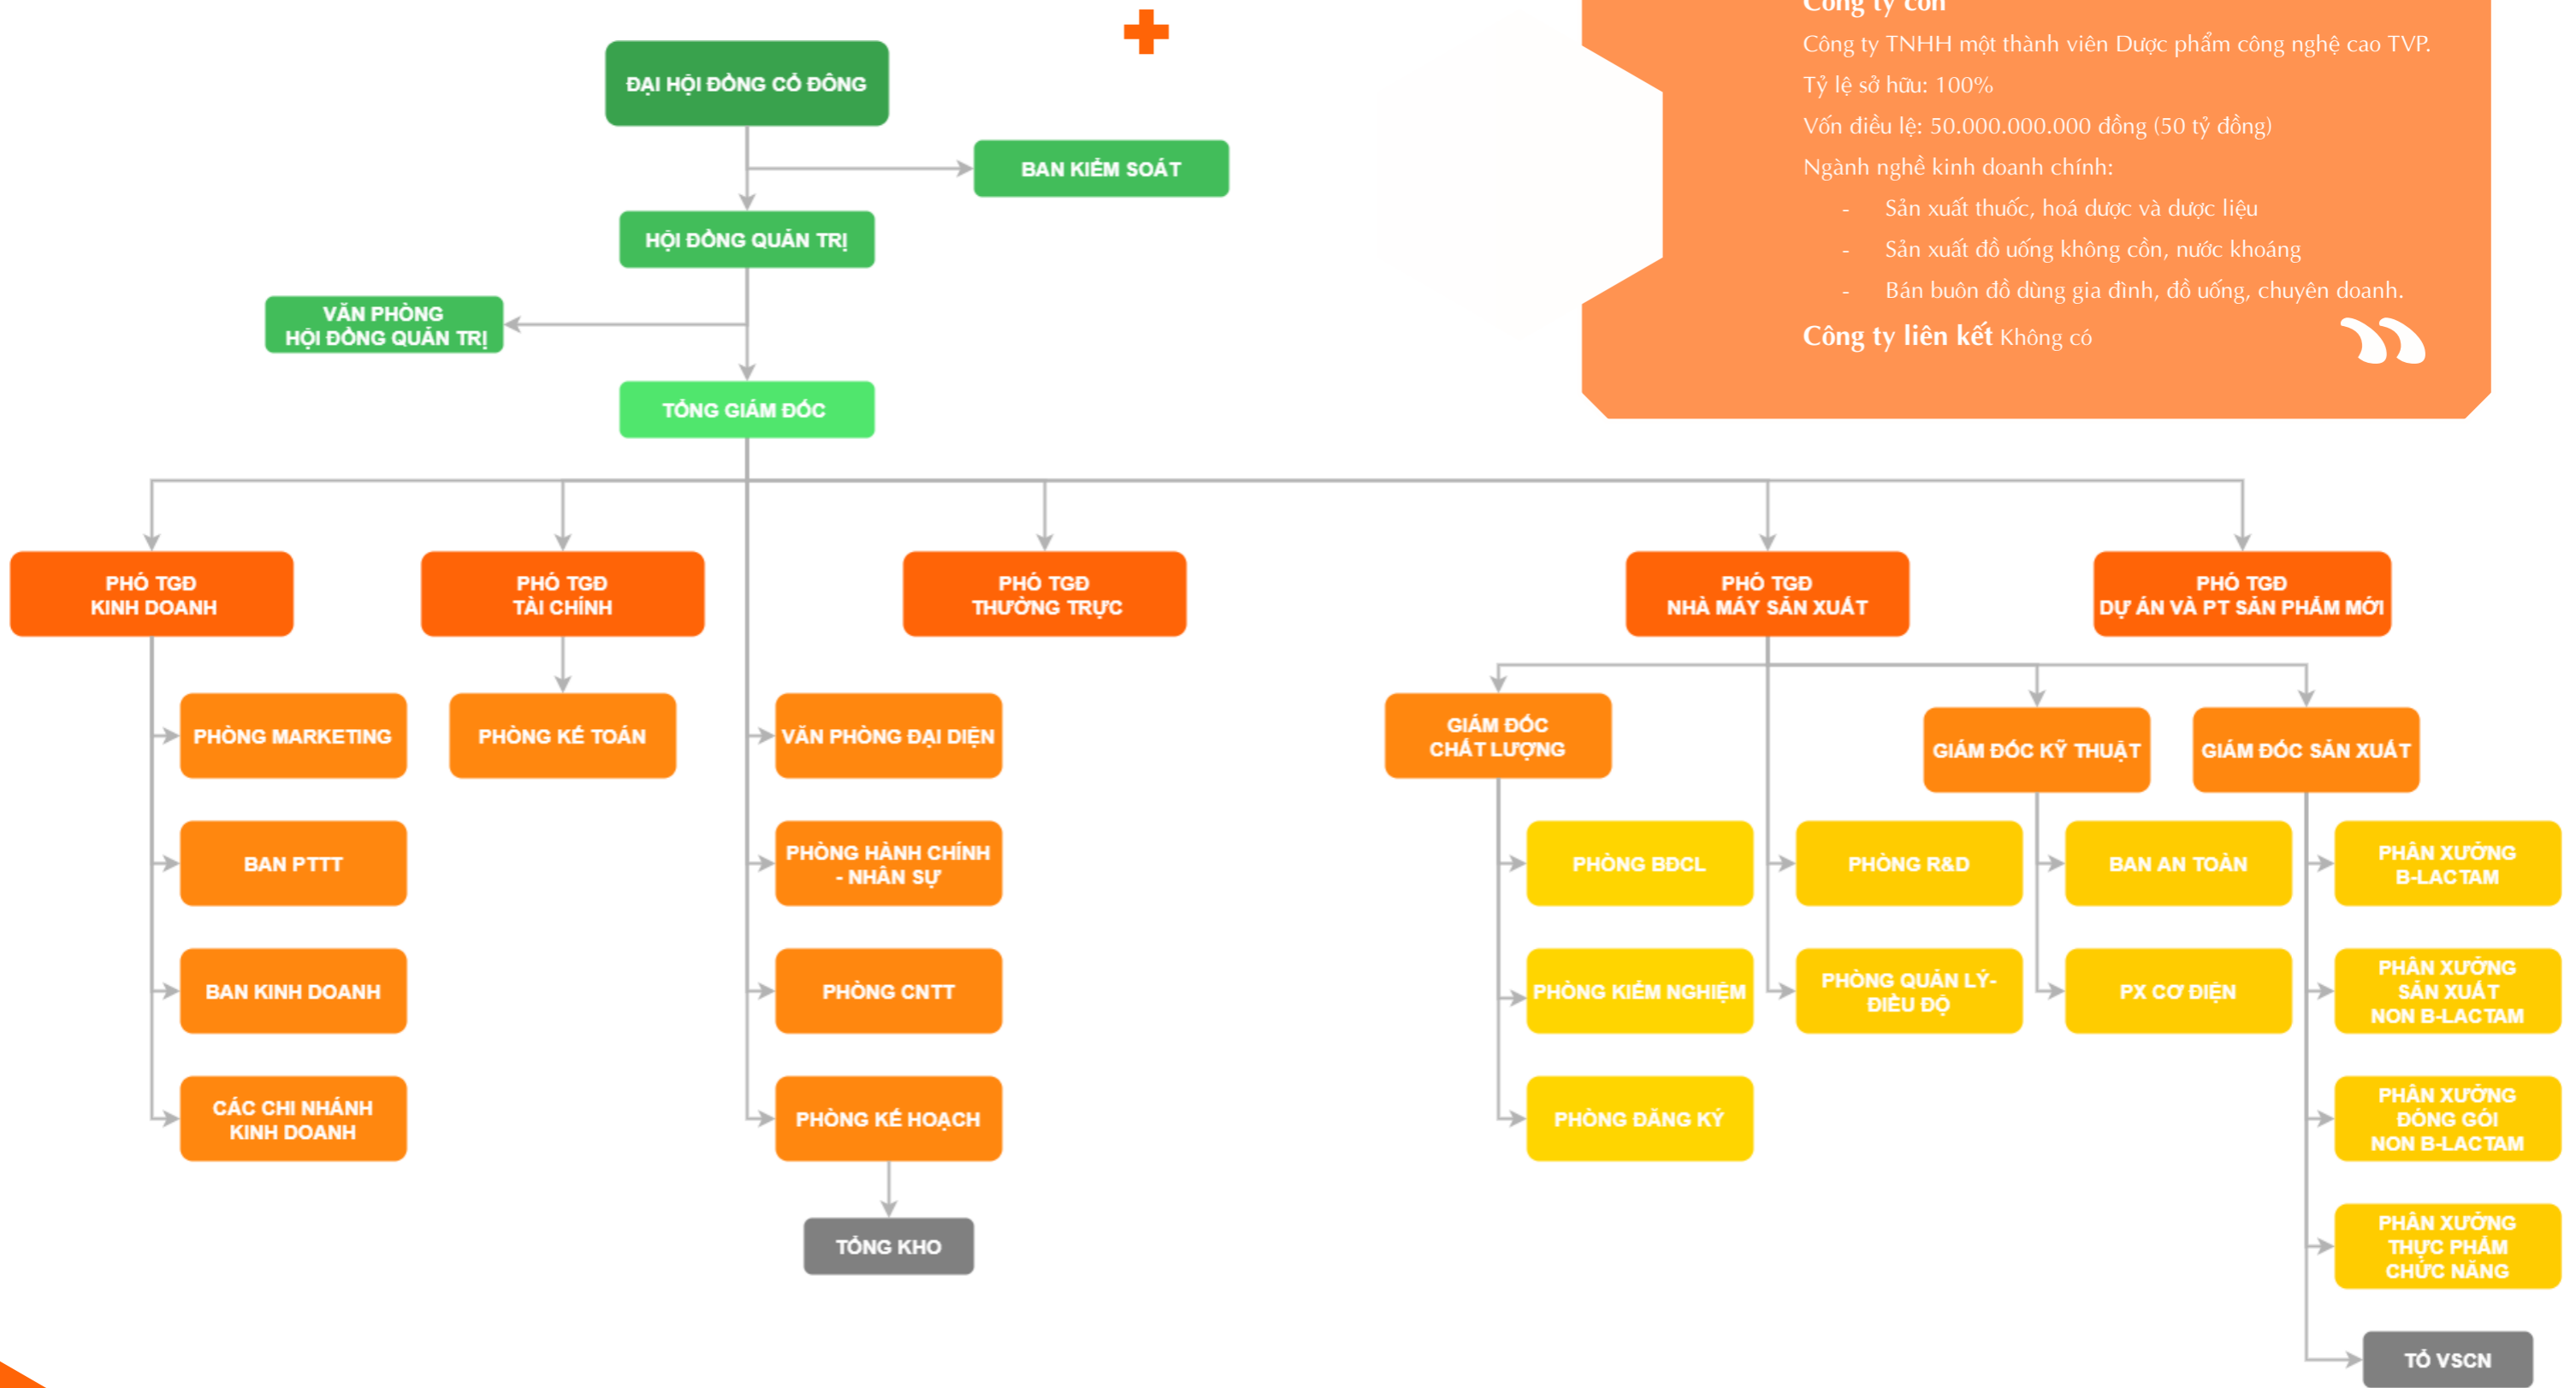 Công ty con
Công ty TNHH một thành viên Dược phẩm công nghệ cao TVP.
Tỷ lệ sở hữu: 100%
Vốn điều lệ: 50.000.000.000 đồng (50 tỷ đồng)
Ngành nghề kinh doanh chính:
- Sản xuất thuốc, hoá dược và dược liệu
- Sản xuất đồ uống không cồn, nước khoáng
- Bán buôn đồ dùng gia đình, đồ uống, chuyên doanh.
Công ty liên kết Không có
ĐẠI HỘI ĐỒNG CỔ ĐÔNG
BAN KIỂM SOÁT
HỘI ĐỒNG QUẢN TRỊ
VĂN PHÒNG
HỘI ĐỒNG QUẢN TRỊ
TỔNG GIÁM ĐỐC
PHÓ TGĐ
KINH DOANH
PHÓ TGĐ
TÀI CHÍNH
PHÓ TGĐ
THƯỜNG TRỰC
PHÓ TGĐ
NHÀ MÁY SẢN XUẤT
PHÓ TGĐ
DỰ ÁN VÀ PT SẢN PHẨM MỚI
PHÒNG MARKETING
BAN PTTT
BAN KINH DOANH
CÁC CHI NHÁNH
KINH DOANH
PHÒNG KẾ TOÁN
VĂN PHÒNG ĐẠI DIỆN
PHÒNG HÀNH CHÍNH
- NHÂN SỰ
PHÒNG CNTT
PHÒNG KẾ HOẠCH
TỔNG KHO
GIÁM ĐỐC
CHẤT LƯỢNG
PHÒNG BĐCL
PHÒNG KIỂM NGHIỆM
PHÒNG ĐĂNG KÝ
PHÒNG R&D
PHÒNG QUẢN LÝ-
ĐIỀU ĐỘ
GIÁM ĐỐC KỸ THUẬT
BAN AN TOÀN
PX CƠ ĐIỆN
GIÁM ĐỐC SẢN XUẤT
PHÂN XƯỞNG
B-LACTAM
PHÂN XƯỞNG
SẢN XUẤT
NON B-LACTAM
PHÂN XƯỞNG
ĐÓNG GÓI
NON B-LACTAM
PHÂN XƯỞNG
THỰC PHẨM
CHỨC NĂNG
TỔ VSCN